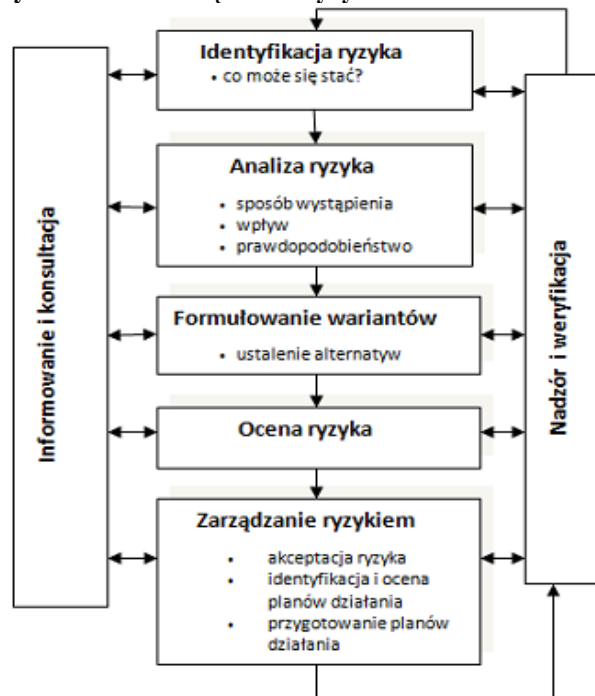 Identyfikacja ryzyka
• co może się stać?
Analiza ryzyka
• sposób wystąpienia
• wpływ
• prawdopodobieństwo
Formułowanie wariantów
• ustalenie alternatyw
Ocena ryzyka
Zarządzanie ryzykiem
• akceptacja ryzyka
• identyfikacja i ocena
planów działania
• przygotowanie planów
działania
Informowanie i konsultacja
Nadzór i weryfikacja